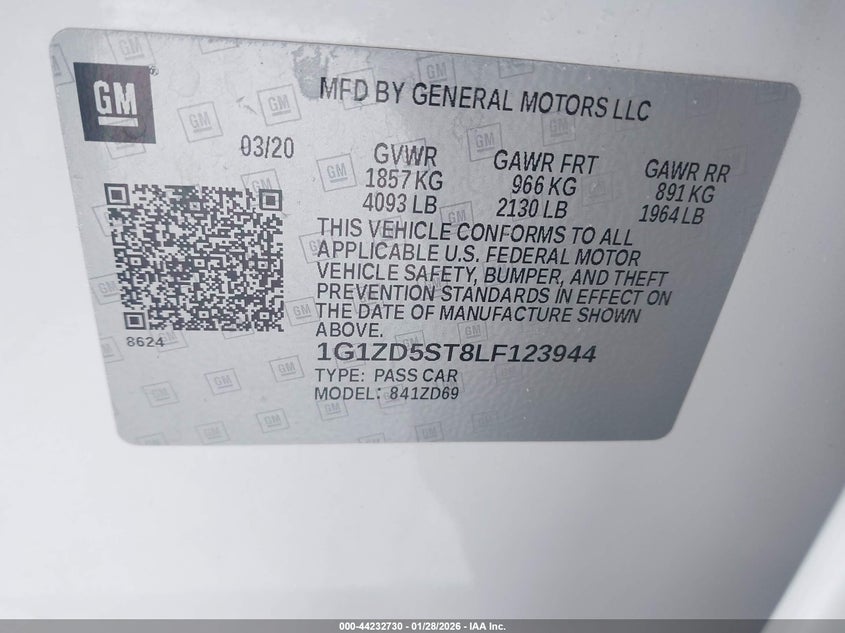 GM
MFD BY GENERAL MOTORS LLC
03/20
GVWR
1857 KG
4093 LB
GAWR FRT
966 KG
2130 LB
GAWR RR
891 KG
1964 LB
THIS VEHICLE CONFORMS TO ALL
APPLICABLE U.S. FEDERAL MOTOR
VEHICLE SAFETY, BUMPER, AND THEFT
PREVENTION STANDARDS IN EFFECT ON
THE DATE OF MANUFACTURE SHOWN
ABOVE.
8624
1G1ZD5ST8LF123944
TYPE: PASS CAR
MODEL: 841ZD69
000-44232730 - 01/28/2026 - IAA Inc.